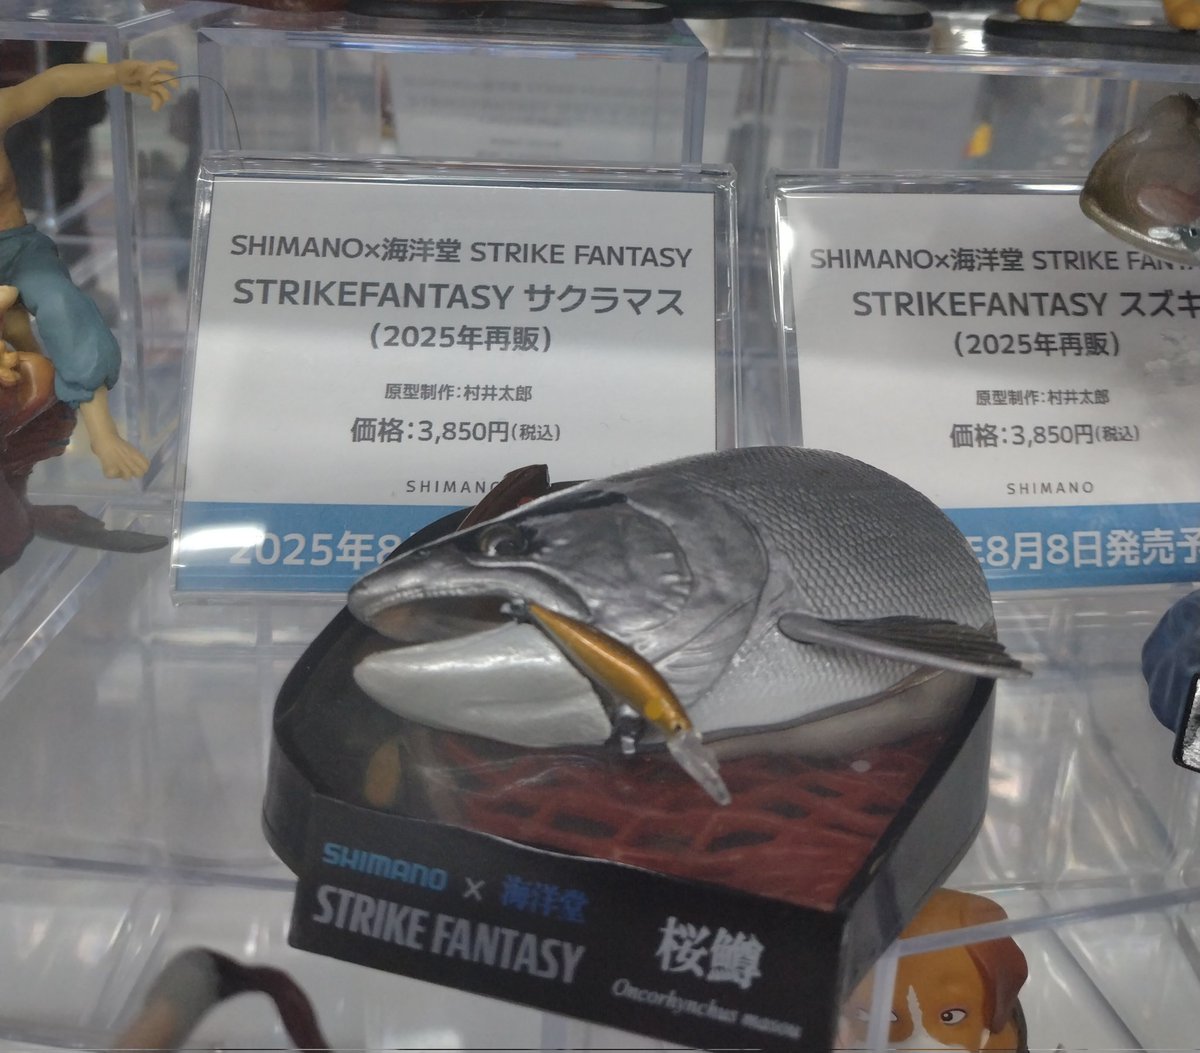 SHIMANO×海洋堂 STRIKE FANTASY
STRIKEFANTASY サクラマス
(2025年再販)
原型制作:村井太郎
価格:3,850円(税込)
SHIMANO
2025年8
SHIMANO×海洋堂 STRIKE FANTA
STRIKEFANTASY スズキ
(2025年再販)
原型制作:村井太郎
価格:3,850円(税込)
SHIMANO
年8月8日発売予
SHIMANO × 海洋堂
STRIKE FANTASY
桜鱒
Oncorhynchus masou